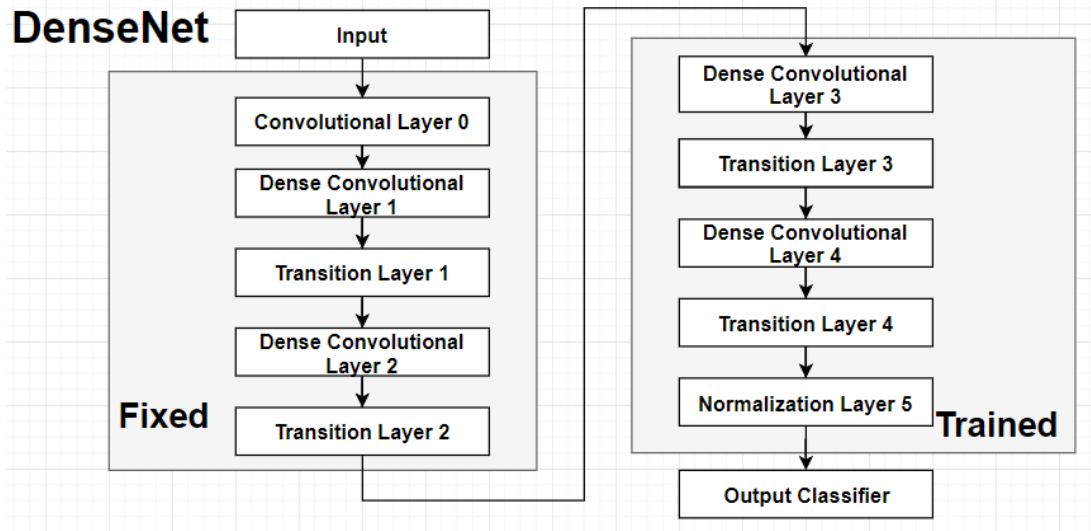 DenseNet
Input
Convolutional Layer 0
Dense Convolutional
Layer 1
Transition Layer 1
Dense Convolutional
Layer 2
Transition Layer 2
Fixed
Dense Convolutional
Layer 3
Transition Layer 3
Dense Convolutional
Layer 4
Transition Layer 4
Normalization Layer 5
Trained
Output Classifier